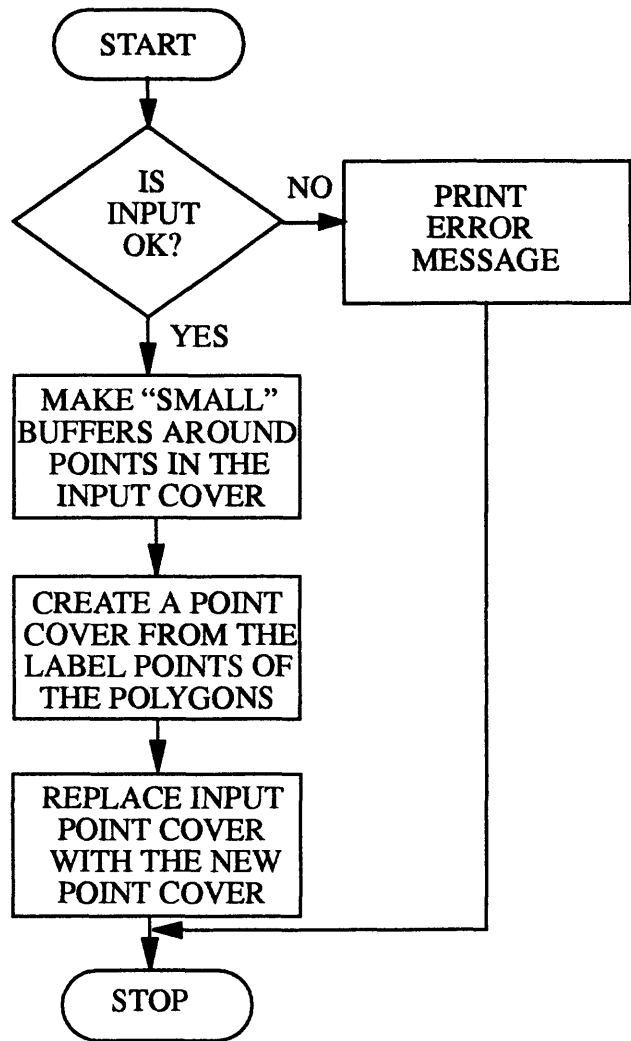 START
IS
INPUT
OK?
NO
PRINT
ERROR
MESSAGE
YES
MAKE “SMALL”
BUFFERS AROUND
POINTS IN THE
INPUT COVER
CREATE A POINT
COVER FROM THE
LABEL POINTS OF
THE POLYGONS
REPLACE INPUT
POINT COVER
WITH THE NEW
POINT COVER
STOP